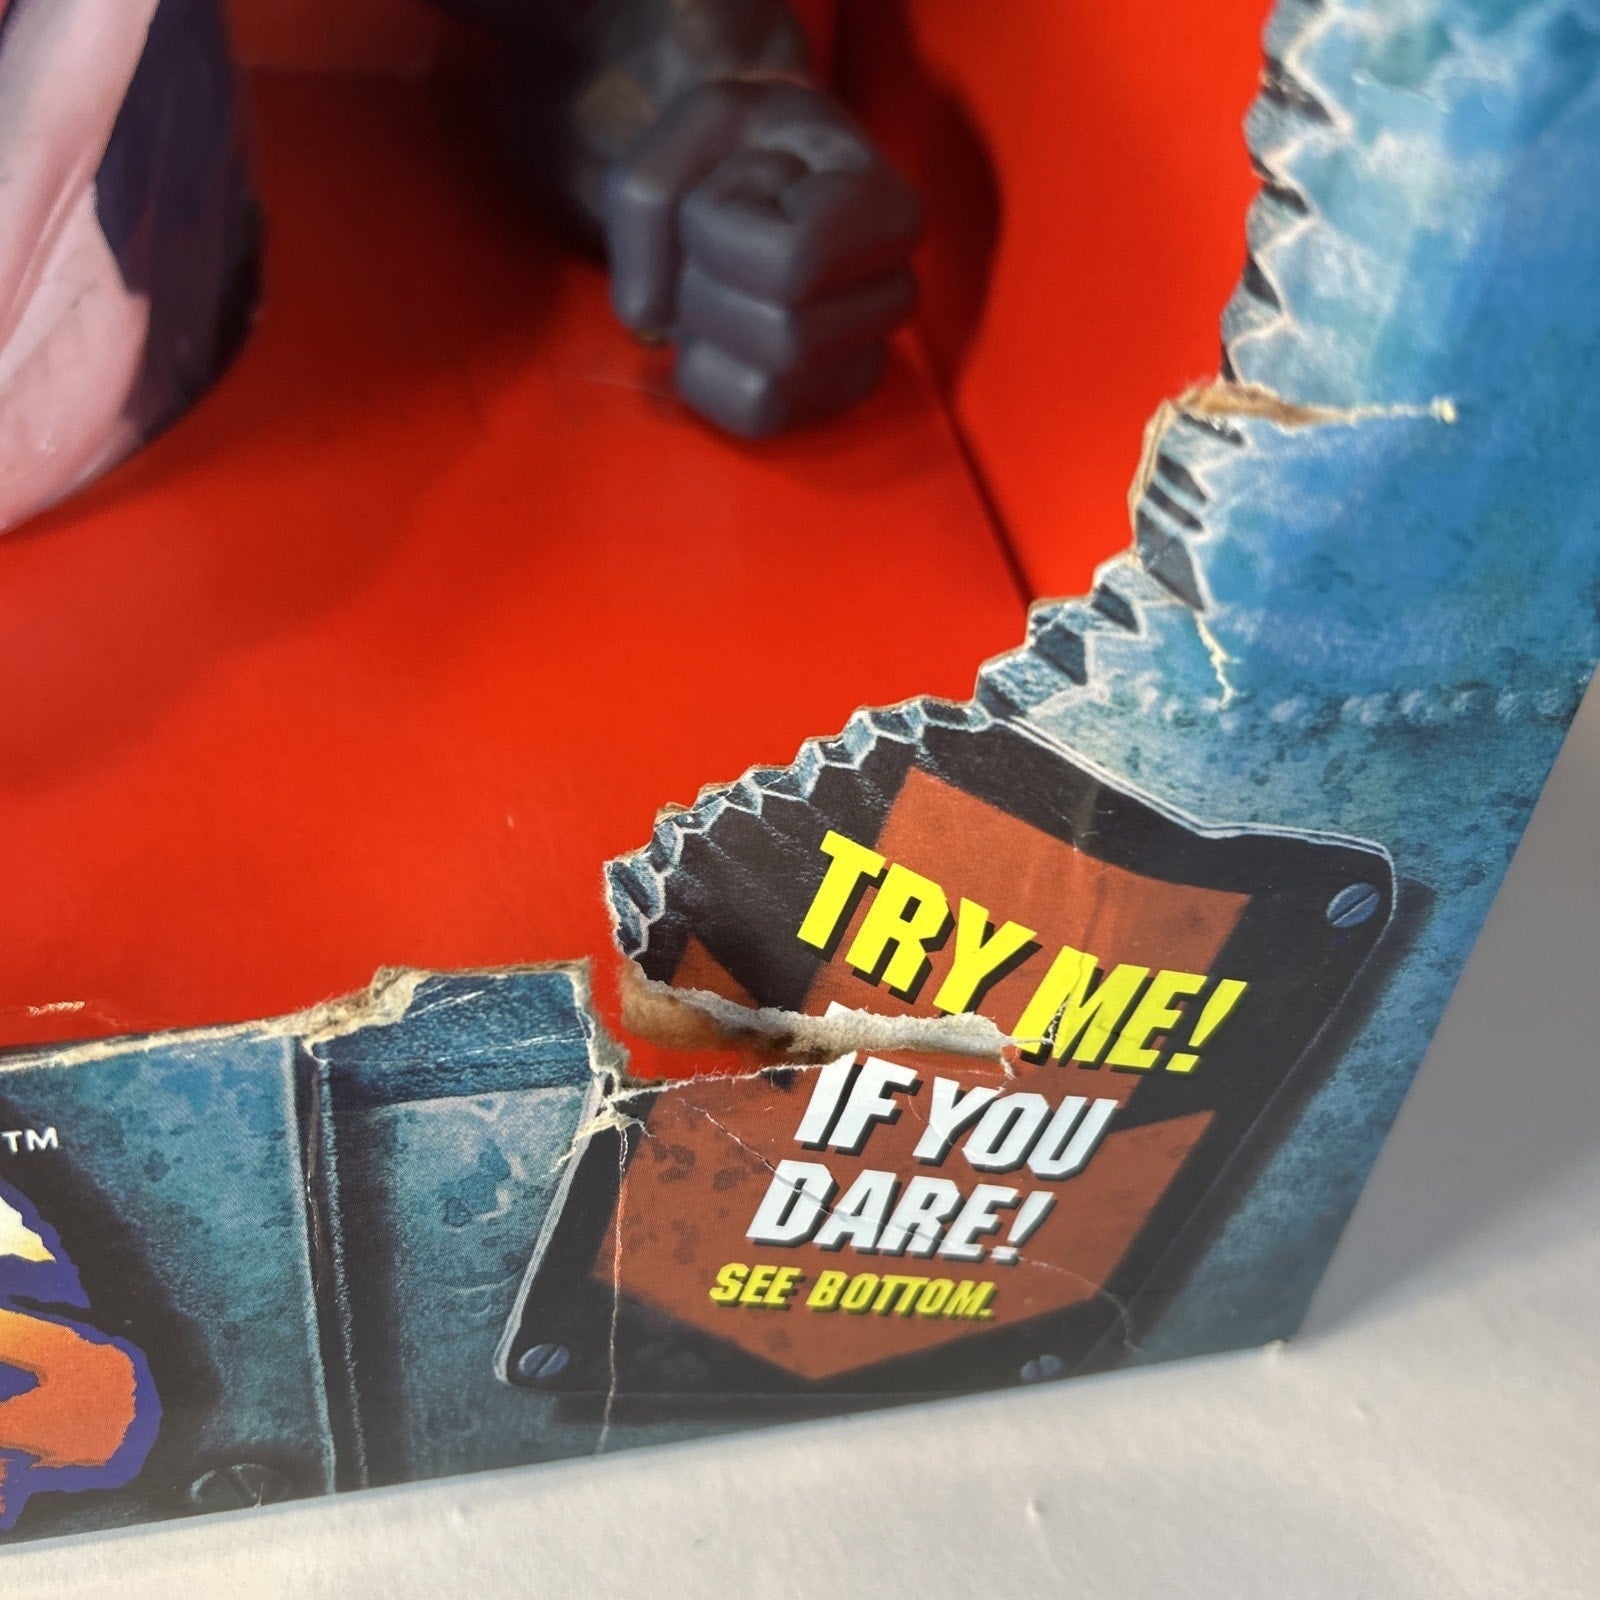 TRY ME!
IF YOU
DARE!
SEE BOTTOM.
TM